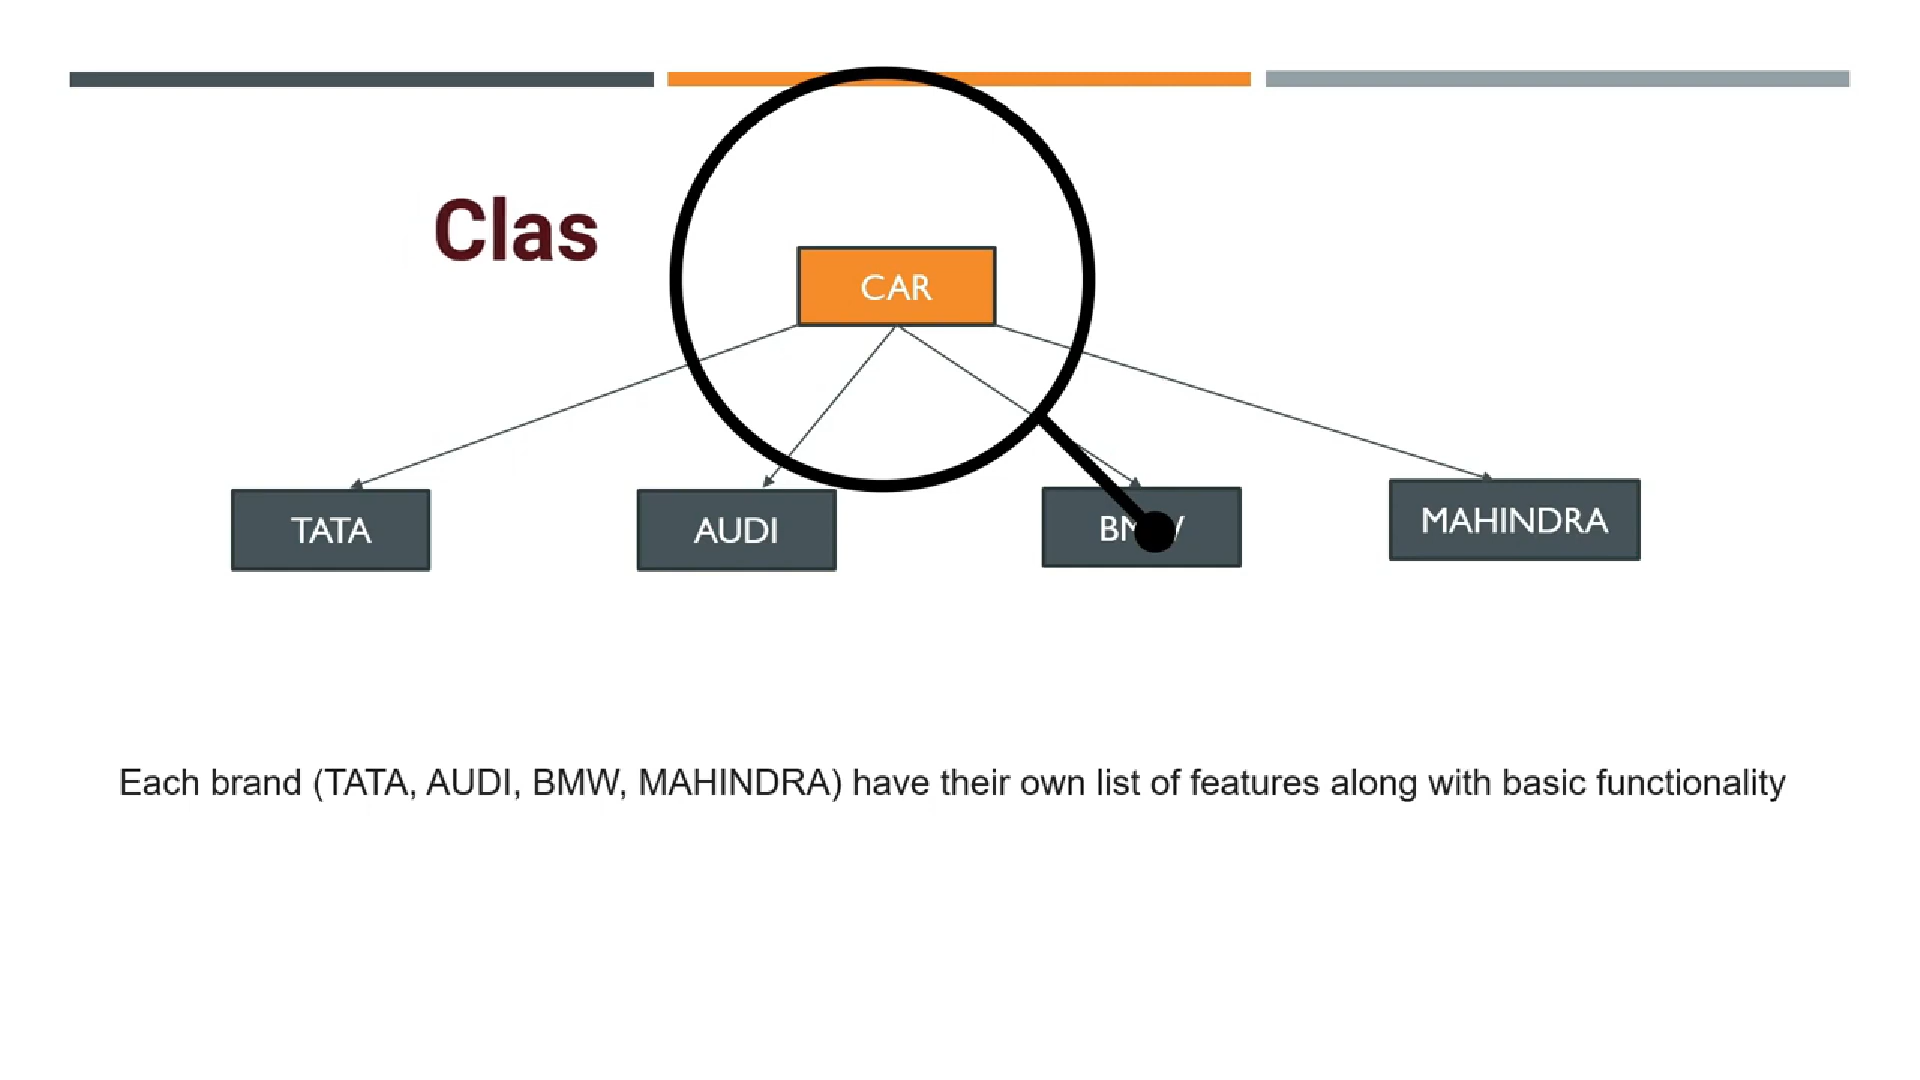 Clas
CAR
TATA
AUDI
MAHINDRA
Each brand (TATA, AUDI, BMW, MAHINDRA) have their own list of features along with basic functionality